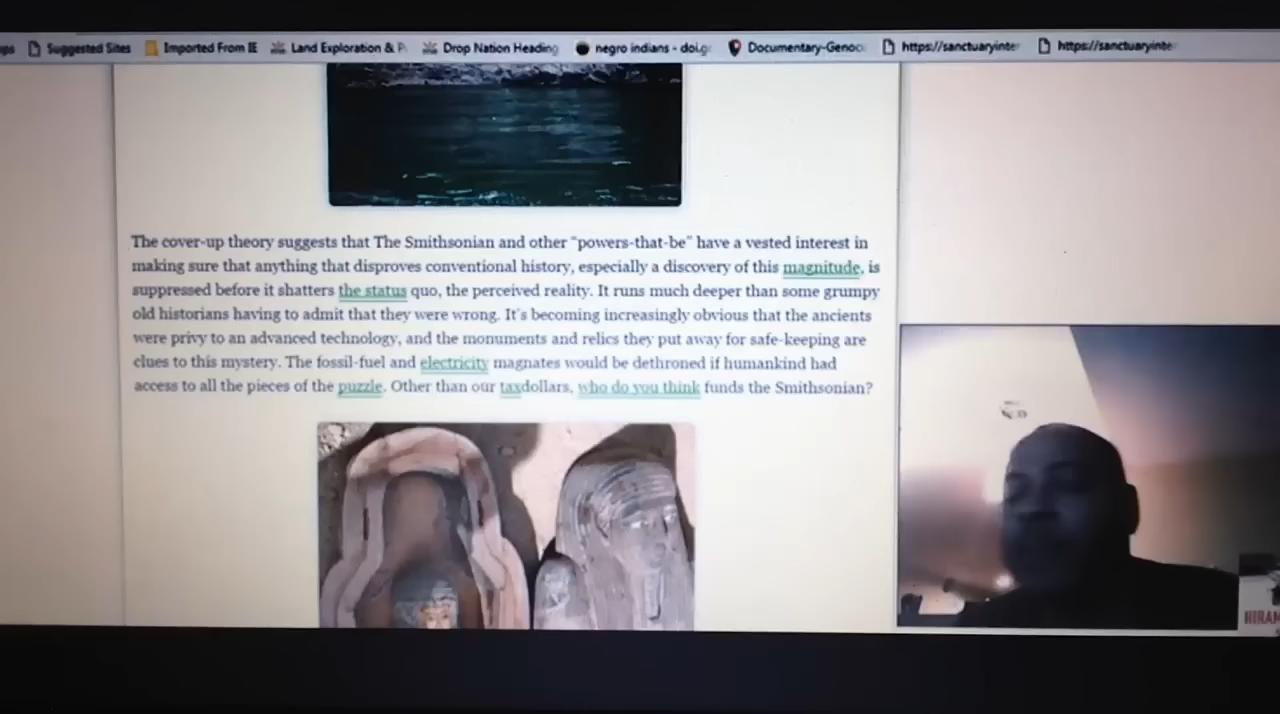 Suggested Sites Imported From IE Land Exploration & Drop Nation Heading negro indians - doi.g Documentary-Genoc https://sanctuaryinte https://sanctuaryinte
The cover-up theory suggests that The Smithsonian and other "powers-that-be" have a vested interest in
making sure that anything that disproves conventional history, especially a discovery of this magnitude, is
suppressed before it shatters the status quo, the perceived reality. It runs much deeper than some grumpy
old historians having to admit that they were wrong. It's becoming increasingly obvious that the ancients
were privy to an advanced technology, and the monuments and relics they put away for safe-keeping are
clues to this mystery. The fossil-fuel and electricity magnates would be dethroned if humankind had
access to all the pieces of the puzzle. Other than our taxdollars, who do you think funds the Smithsonian?
HIRAM